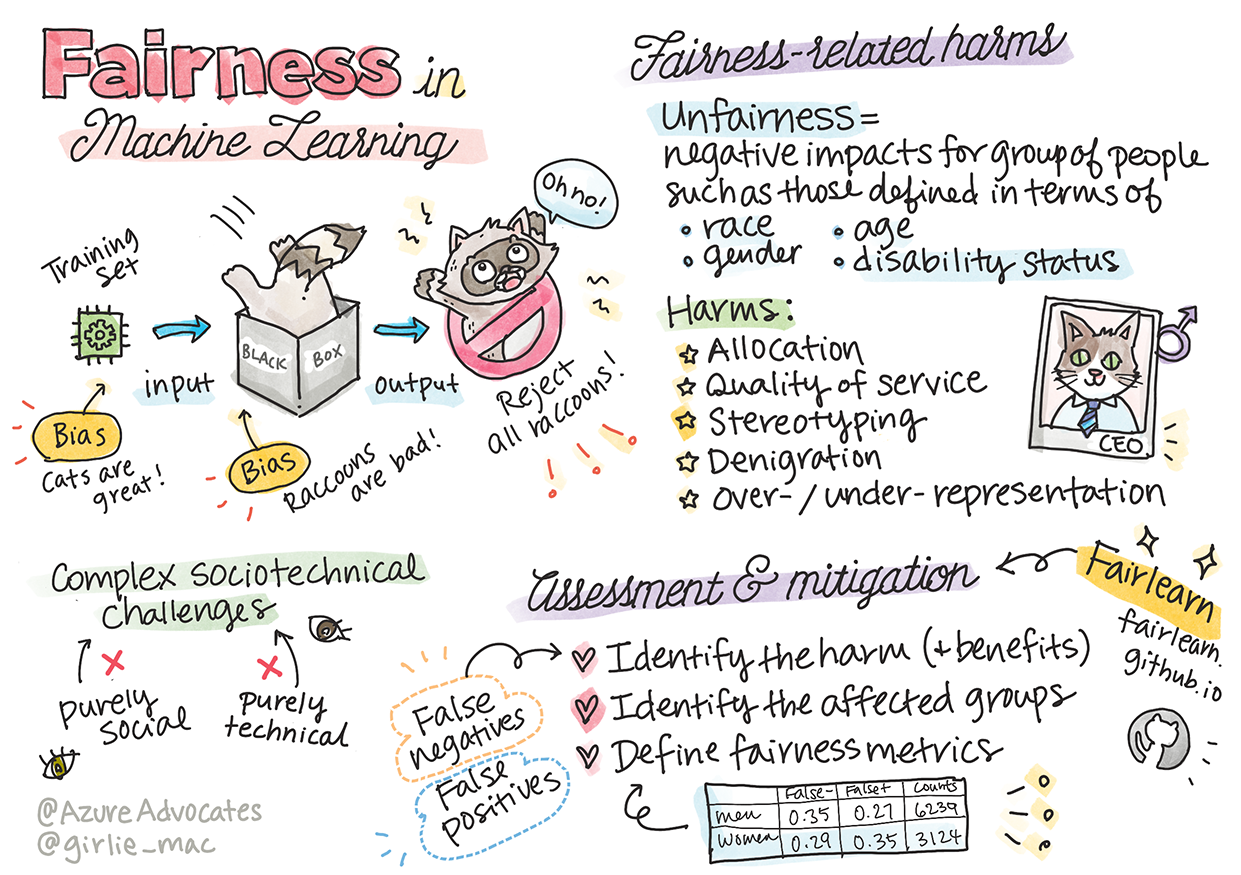 Fairness in
Machine Learning
Training
set
input
BLACK
BOX
output
Oh no!
Reject
all raccoons!
Bias
Cats are
great!
Bias
Raccoons
are bad!
Fairness-related harms
Unfairness =
negative impacts for group of people
such as those defined in terms of
• race
• age
• gender
• disability status
Harms:
Allocation
Quality of service
Stereotyping
Denigration
Over- / under- representation
CEO
Complex sociotechnical
challenges
purely
social
purely
technical
@AzureAdvocates
@girlie_mac
Assessment & mitigation
Fairlearn
fairlearn.
github.io
Identify the harm (+ benefits)
Identify the affected groups
Define fairness metrics
False
negatives
False
positives
False- False+ Counts
men 0.35 0.27 6239
Women 0.29 0.35 3124